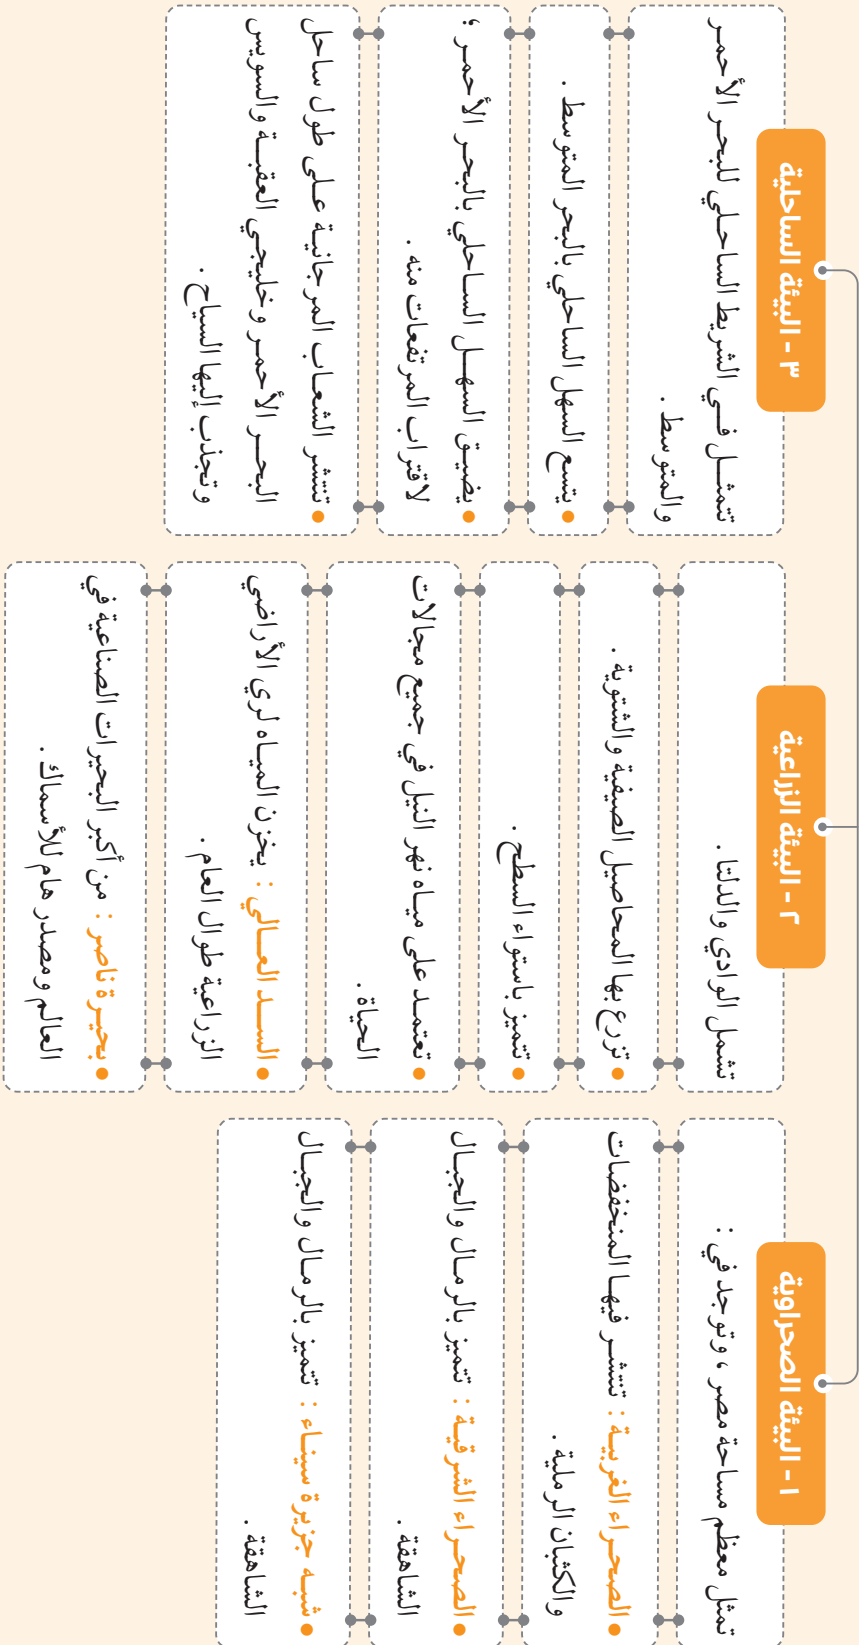 ١ - البيئة الصحراوية
تمثل معظم مساحة مصر ، وتوجد في :
الصحراء الغربية : تنتشر فيها المنخفضات
والكثبان الرملية .
الصحراء الشرقية : تتميز بالرمال والجبال
الشاهقة .
شبه جزيرة سيناء : تتميز بالرمال والجبال
الشاهقة .
٢ - البيئة الزراعية
تشمل الوادي والدلتا .
تزرع بها المحاصيل الصيفية والشتوية .
تتميز باستواء السطح .
تعتمد على مياه نهر النيل في جميع مجالات
الحياة .
السد العالي : يخزن المياه لري الأراضي
الزراعية طوال العام .
بحيرة ناصر : من أكبر البحيرات الصناعية في
العالم ومصدر هام للأسماك .
٣ - البيئة الساحلية
تتمثل في الشريط الساحلي للبحر الأحمر
والمتوسط .
يتسع السهل الساحلي بالبحر المتوسط .
يضيق السهل الساحلي بالبحر الأحمر ؛
لاقتراب المرتفعات منه .
تنتشر الشعاب المرجانية على طول ساحل
البحر الأحمر وخليجي العقبة والسويس
وتجذب إليها السياح .